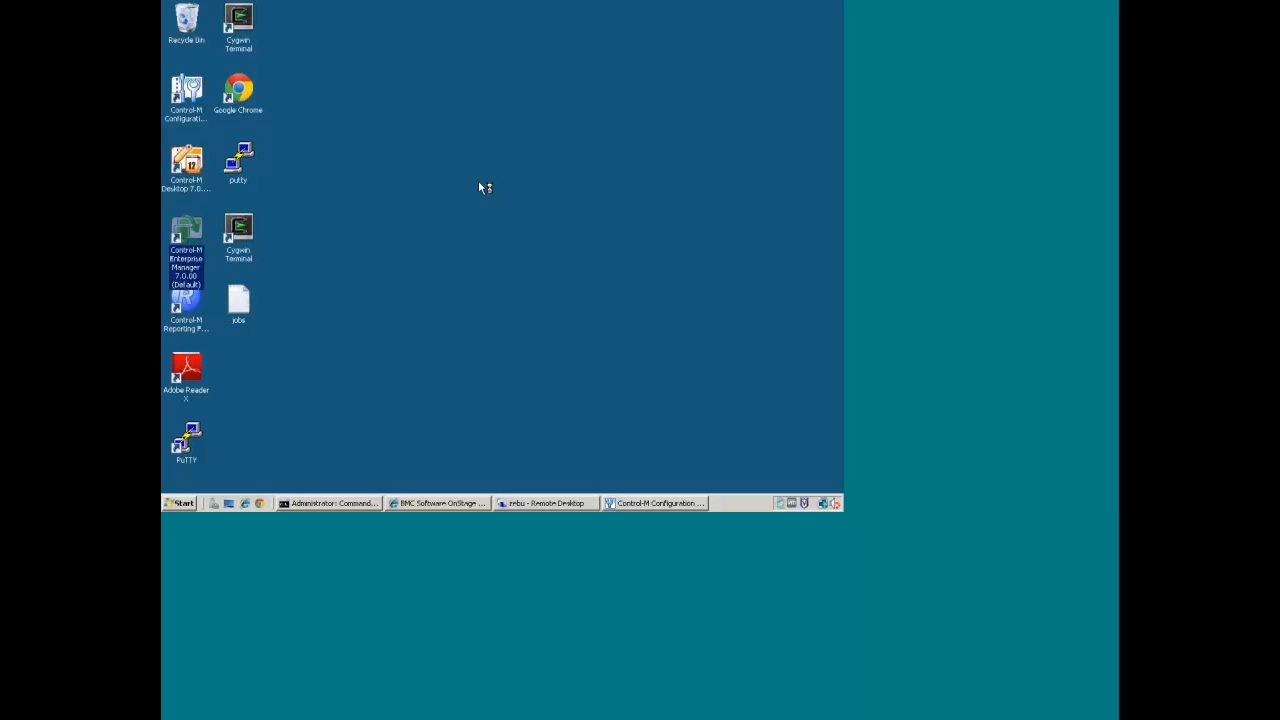 Recycle Bin
Cygwin
Terminal
Control-M
Configurati...
Google Chrome
Control-M
Desktop 7.0....
putty
Control-M
Enterprise
Manager
7.0.00
(Default)
Cygwin
Terminal
Control-M
Reporting F...
jobs
Adobe Reader
X
PuTTY
Start
Administrator: Command...
BMC Software OnStage ...
zebu - Remote Desktop
Control-M Configuration ...